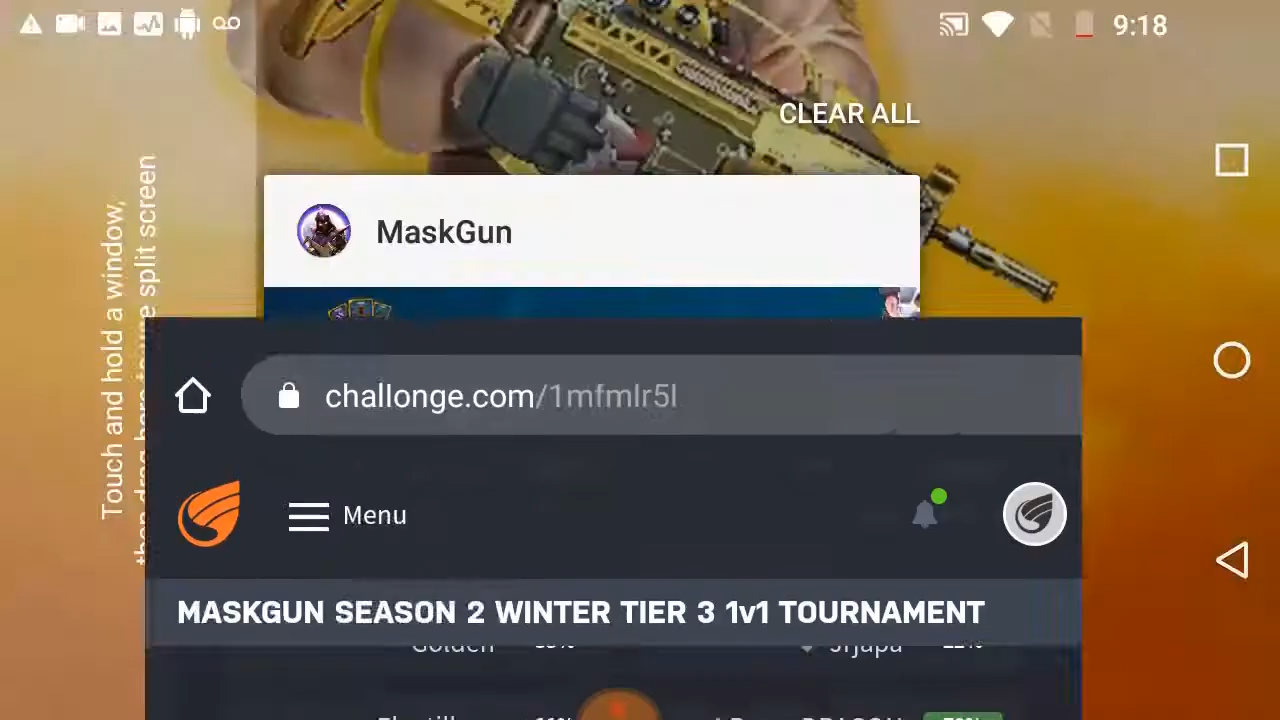 9:18
CLEAR ALL
Touch and hold a window,
MaskGun
challonge.com/1mfmlr5l
Menu
MASKGUN SEASON 2 WINTER TIER 3 1v1 TOURNAMENT
Golden